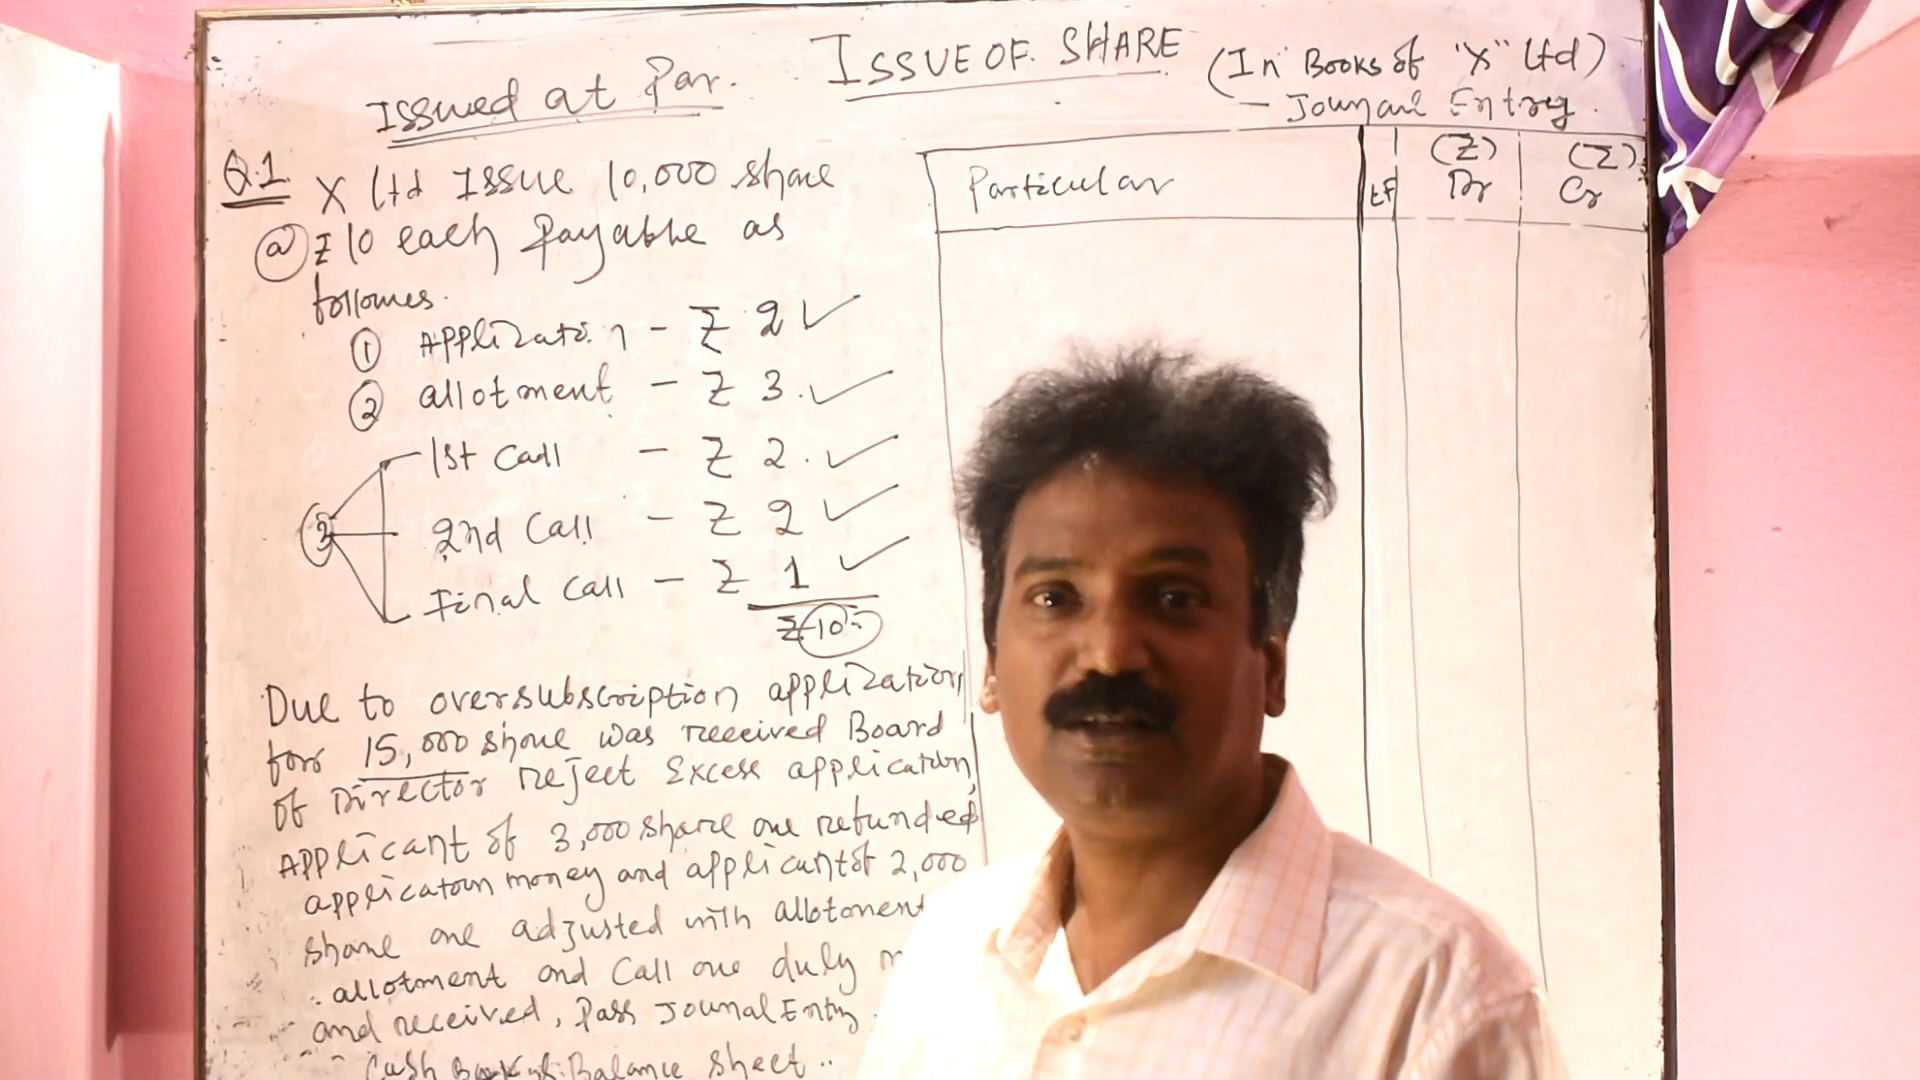 ISSUE OF SHARE
(In Books of "X" Ltd)
Issued at Par.
- Journal Entry.
Q.1 X Ltd Issue 10,000 share
@ ₹ 10 each payable as
follows.
① Application - ₹ 2 ✓
② allotment - ₹ 3. ✓
③
1st Call - ₹ 2. ✓
2nd Call - ₹ 2 ✓
Final Call - ₹ 1 ✓
₹ 10=
Due to oversubscription application
for 15,000 share was received Board
of Director reject Excess application,
Applicant of 3,000 share are refunded
application money and applicant of 2,000
share are adjusted with allotment
allotment and Call are duly
and received, Pass Journal Entry.
Cash Book & Balance Sheet..
Particular
LF
(₹)
Dr
(₹)
Cr